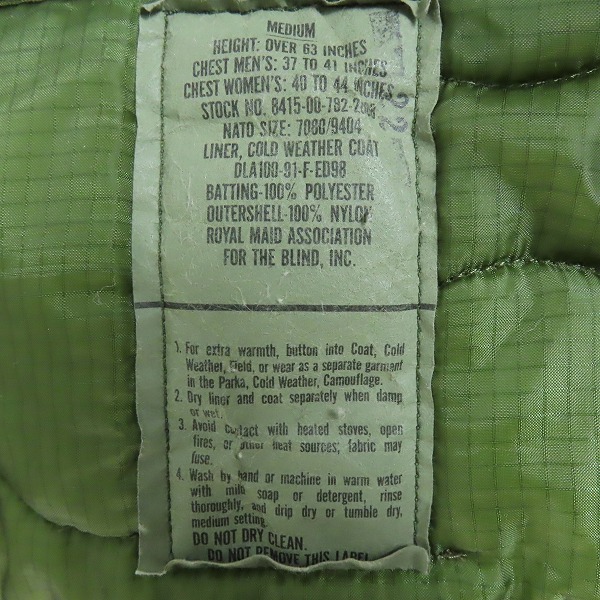 MEDIUM
HEIGHT: OVER 63 INCHES
CHEST MEN'S: 37 TO 41 INCHES
CHEST WOMEN'S: 40 TO 44 INCHES
STOCK NO. 8415-00-782-
NATO SIZE: 7080/9404
LINER, COLD WEATHER COAT
DLA100-91-F-ED98
BATTING-100% POLYESTER
OUTERSHELL-100% NYLON
ROYAL MAID ASSOCIATION
FOR THE BLIND, INC.
1. For extra warmth, button into Coat, Cold
Weather, Field, or wear as a separate garment
in the Parka, Cold Weather, Camouflage.
2. Dry liner and coat separately when damp
or wet.
3. Avoid contact with heated stoves, open
fires, or other heat sources; fabric may
fuse.
4. Wash by hand or machine in warm water
with mild soap or detergent, rinse
thoroughly, and drip dry or tumble dry,
medium setting.
DO NOT DRY CLEAN.
DO NOT REMOVE THIS LABEL